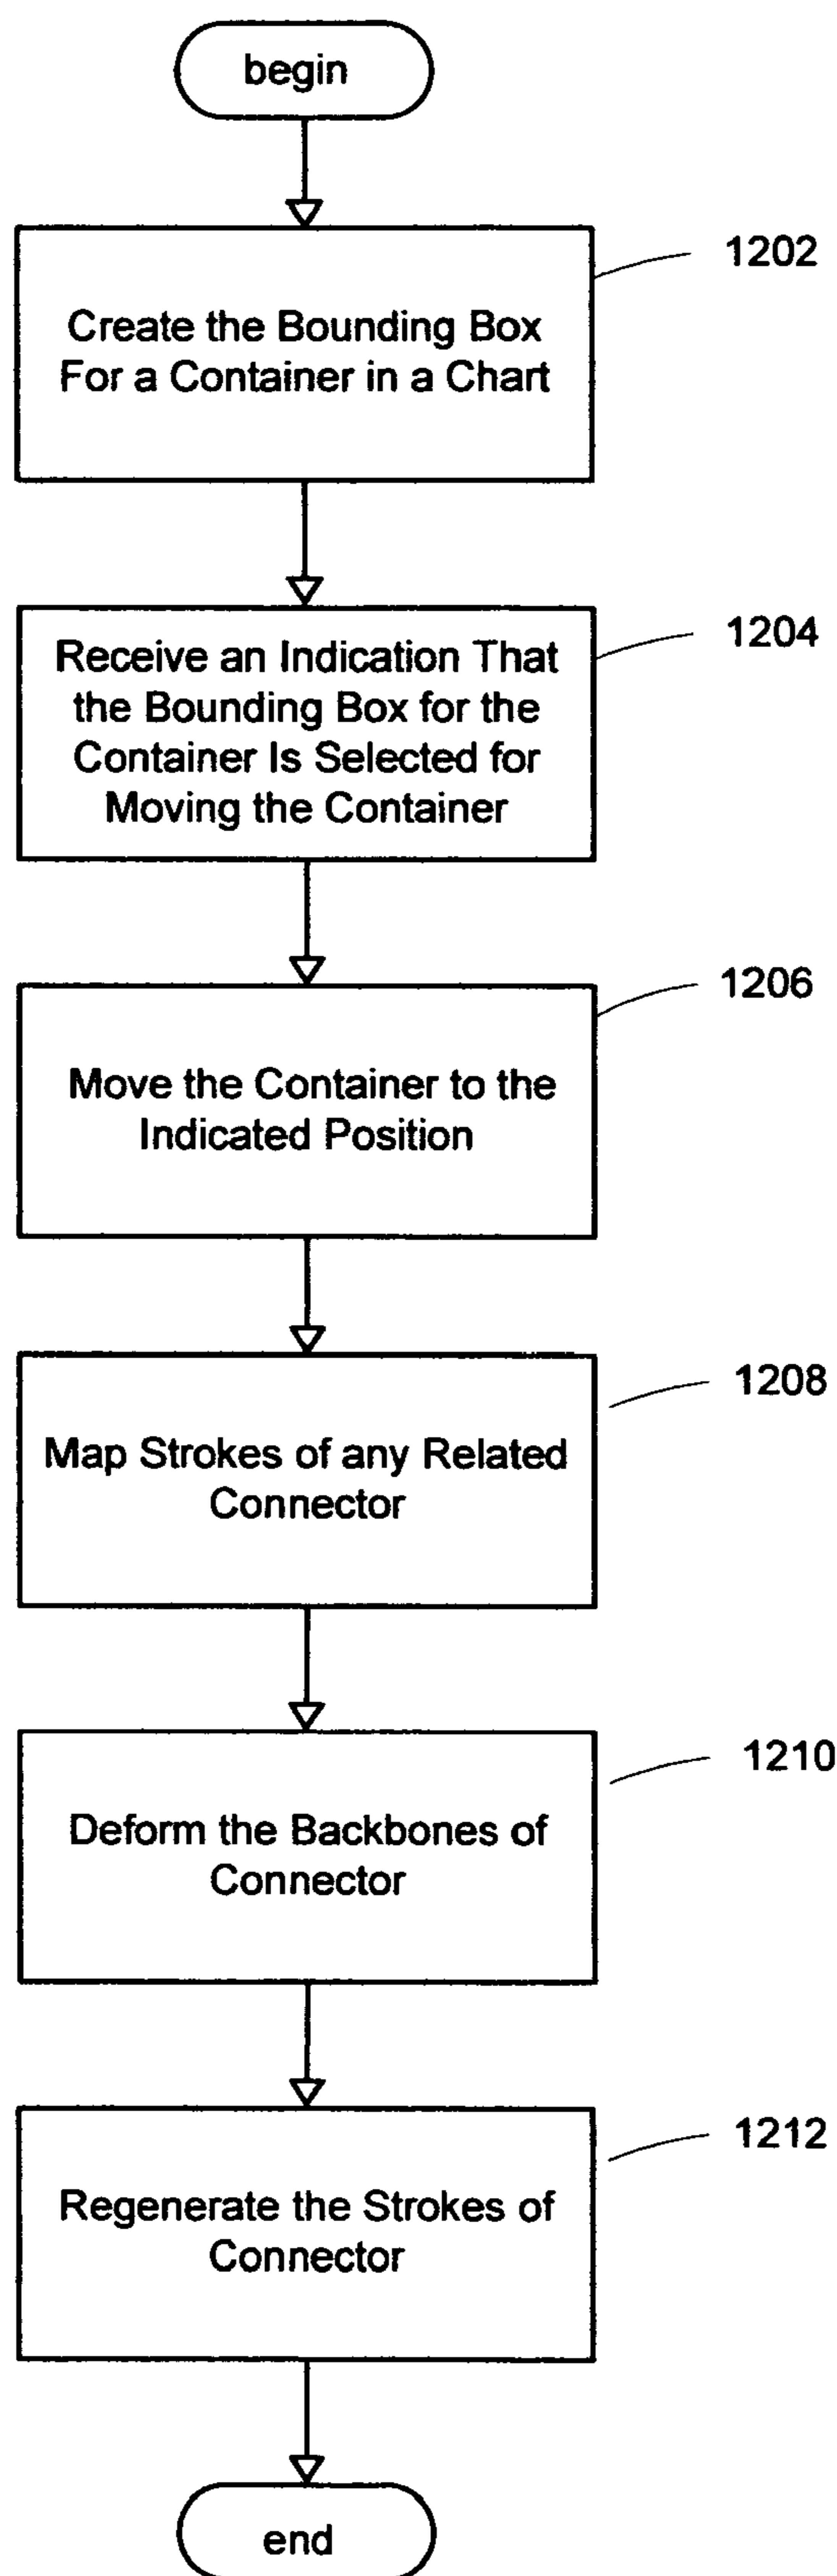 begin
1202
Create the Bounding Box
For a Container in a Chart
1204
Receive an Indication That
the Bounding Box for the
Container Is Selected for
Moving the Container
1206
Move the Container to the
Indicated Position
1208
Map Strokes of any Related
Connector
1210
Deform the Backbones of
Connector
1212
Regenerate the Strokes of
Connector
end